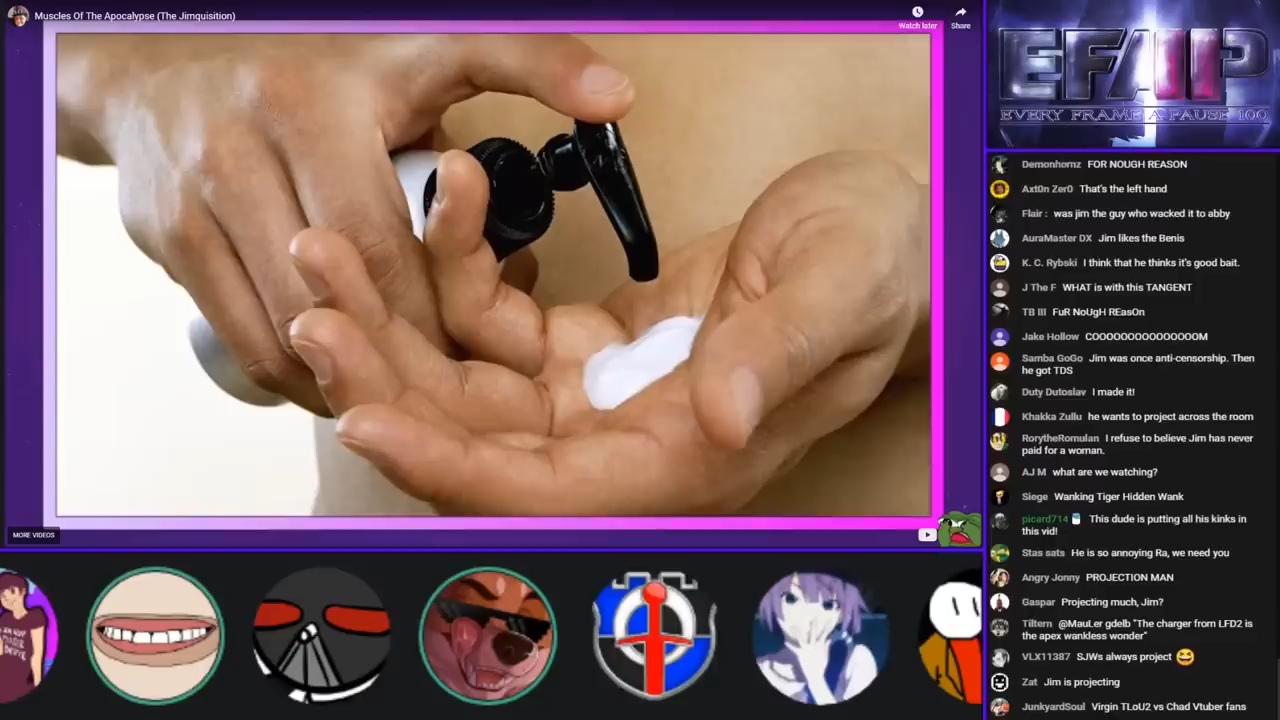 Muscles Of The Apocalypse (The Jimquisition)
Watch later
Share
MORE VIDEOS
EFAP
EVERY FRAME A PAUSE 100
Demonhornz FOR NOUGH REASON
Axt0n Zer0 That's the left hand
Flair : was jim the guy who wacked it to abby
AuraMaster DX Jim likes the Benis
K. C. Rybski I think that he thinks it's good bait.
J The F WHAT is with this TANGENT
TB III FuR NoUgH REasOn
Jake Hollow COOOOOOOOOOOOOOM
Samba GoGo Jim was once anti-censorship. Then
he got TDS
Duty Dutoslav I made it!
Khakka Zullu he wants to project across the room
RorytheRomulan I refuse to believe Jim has never
paid for a woman.
AJ M what are we watching?
Siege Wanking Tiger Hidden Wank
picard714 This dude is putting all his kinks in
this vid!
Stas sats He is so annoying Ra, we need you
Angry Jonny PROJECTION MAN
Gaspar Projecting much, Jim?
Tiltern @MauLer gdelb "The charger from LFD2 is
the apex wankless wonder"
VLX11387 SJWs always project
Zat Jim is projecting
JunkyardSoul Virgin TLoU2 vs Chad Vtuber fans